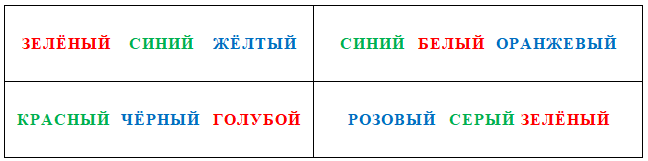 ЗЕЛЁНЫЙ СИНИЙ ЖЁЛТЫЙ
СИНИЙ БЕЛЫЙ ОРАНЖЕВЫЙ
КРАСНЫЙ ЧЁРНЫЙ ГОЛУБОЙ
РОЗОВЫЙ СЕРЫЙ ЗЕЛЁНЫЙ